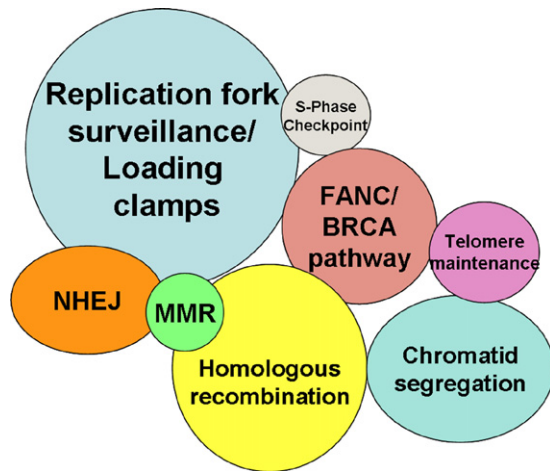 Replication fork
surveillance/
Loading
clamps
S-Phase
Checkpoint
FANC/
BRCA
pathway
Telomere
maintenance
NHEJ
MMR
Homologous
recombination
Chromatid
segregation